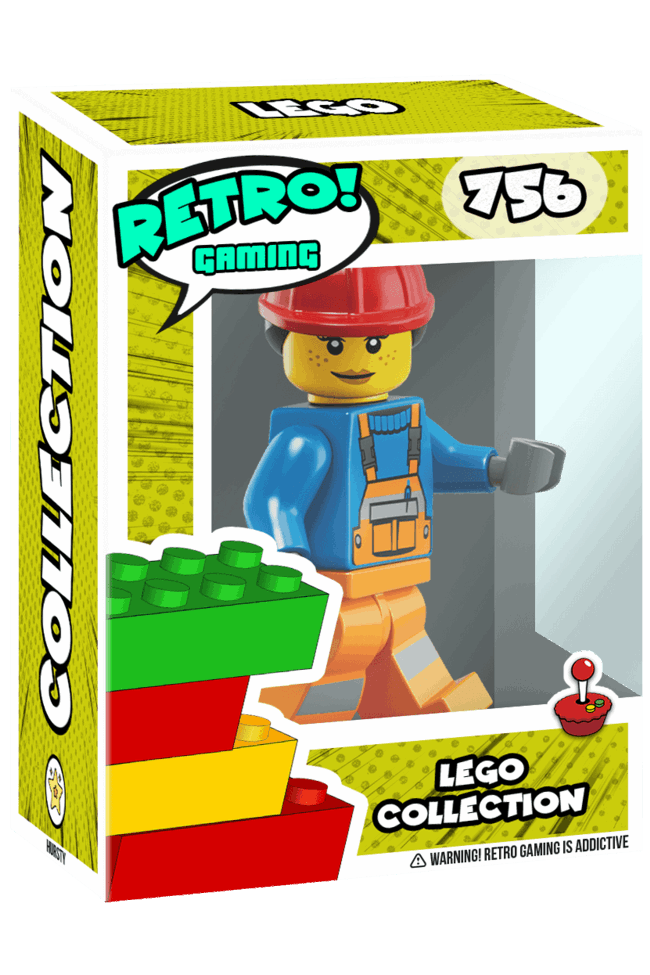 LEGO
COLLECTION
RETRO!
GAMING
756
LEGO
COLLECTION
WARNING! RETRO GAMING IS ADDICTIVE
HURSTY